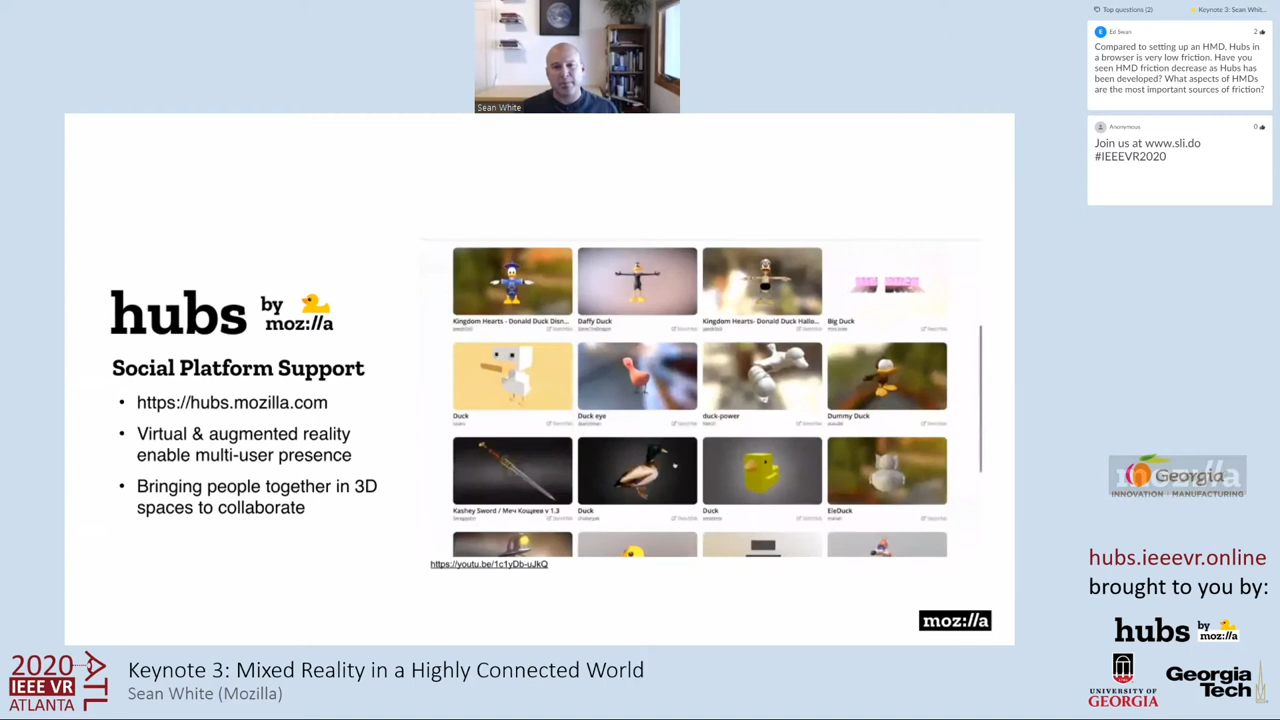 Sean White
Top questions (2)
Keynote 3: Sean Whit...
Ed Swan
2
Compared to setting up an HMD, Hubs in
a browser is very low friction. Have you
seen HMD friction decrease as Hubs has
been developed? What aspects of HMDs
are the most important sources of friction?
Anonymous
0
Join us at www.sli.do
#IEEEVR2020
hubs by
moz://a
Social Platform Support
• https://hubs.mozilla.com
• Virtual & augmented reality
enable multi-user presence
• Bringing people together in 3D
spaces to collaborate
Kingdom Hearts - Donald Duck Disn...
Daffy Duck
Kingdom Hearts- Donald Duck Hallo...
Big Duck
Duck
Duck eye
duck-power
Dummy Duck
Kashey Sword / Меч Кощеев v 1.3
Duck
Duck
EleDuck
https://youtu.be/1c1yDb-uJkQ
moz://a
Georgia
INNOVATION MANUFACTURING
hubs.ieeevr.online
brought to you by:
hubs by
moz://a
UNIVERSITY OF
GEORGIA
Georgia
Tech
2020
IEEE VR
ATLANTA
ATL
Keynote 3: Mixed Reality in a Highly Connected World
Sean White (Mozilla)